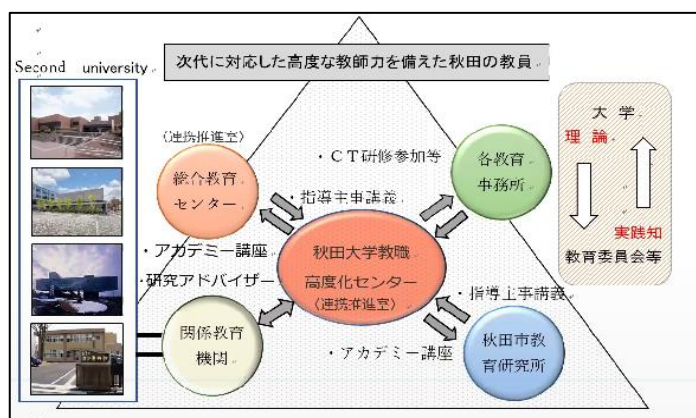 Second university
次代に対応した高度な教師力を備えた秋田の教員
(連携推進室)
総合教育
センター
・CT研修参加等
・指導主事講義
各教育
事務所
大 学
理 論
実践知
教育委員会等
・アカデミー講座
・研究アドバイザー
秋田大学教職
高度化センター
(連携推進室)
・指導主事講義
関係教育
機関
・アカデミー講座
秋田市教
育研究所